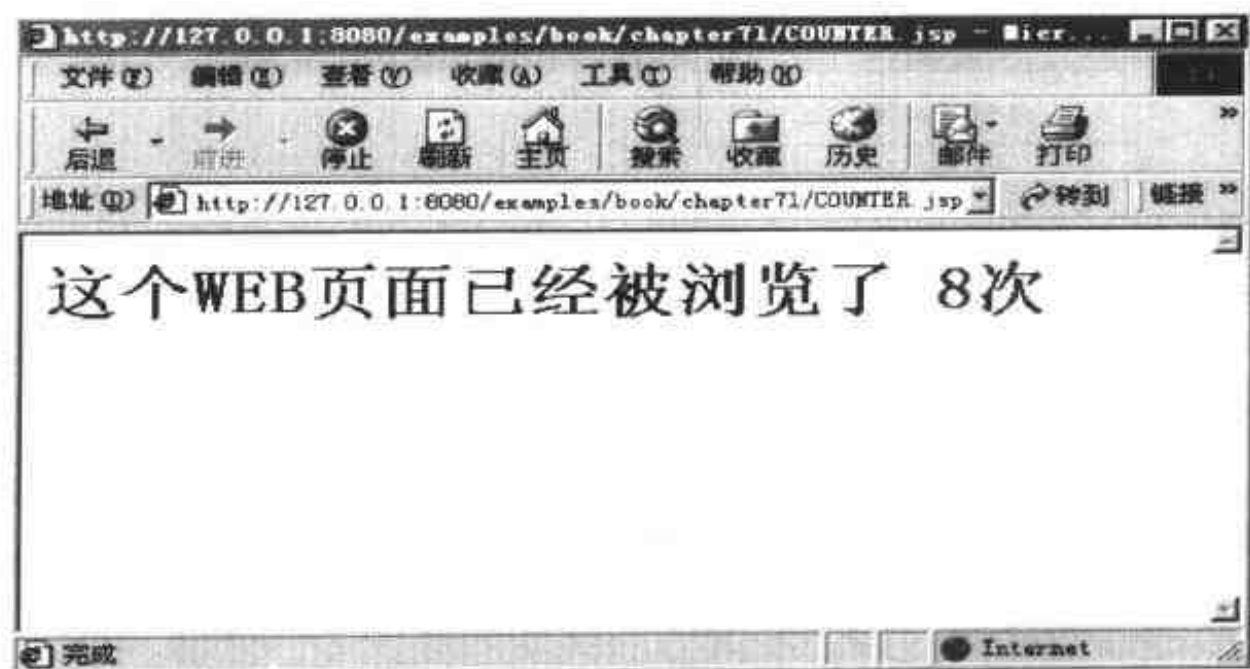 http://127.0.0.1:8080/examples/book/chapter71/COUNTER.jsp - Micr...
文件(F) 编辑(E) 查看(V) 收藏(A) 工具(T) 帮助(H)
后退 前进 停止 刷新 主页 搜索 收藏 历史 邮件 打印 »
地址(D) http://127.0.0.1:8080/examples/book/chapter71/COUNTER.jsp 转到 链接 »
这个WEB页面已经被浏览了 8次
完成 Internet